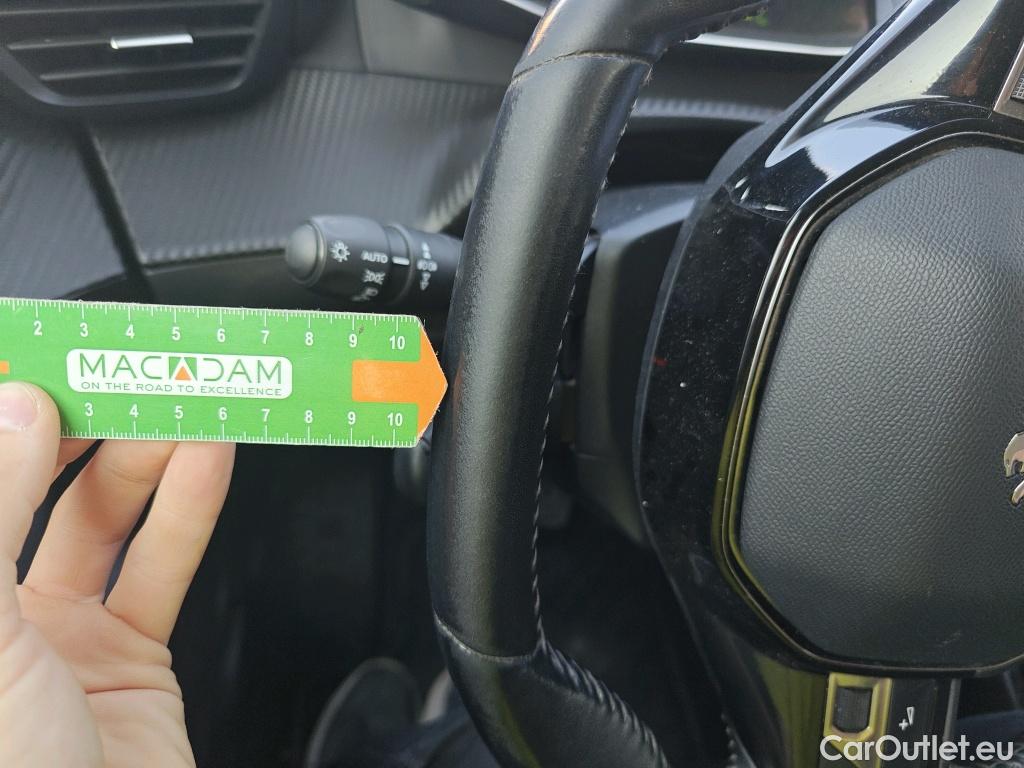 AUTO
2 3 4 5 6 7 8 9 10
MACADAM
ON THE ROAD TO EXCELLENCE
3 4 5 6 7 8 9 10
CarOutlet.eu